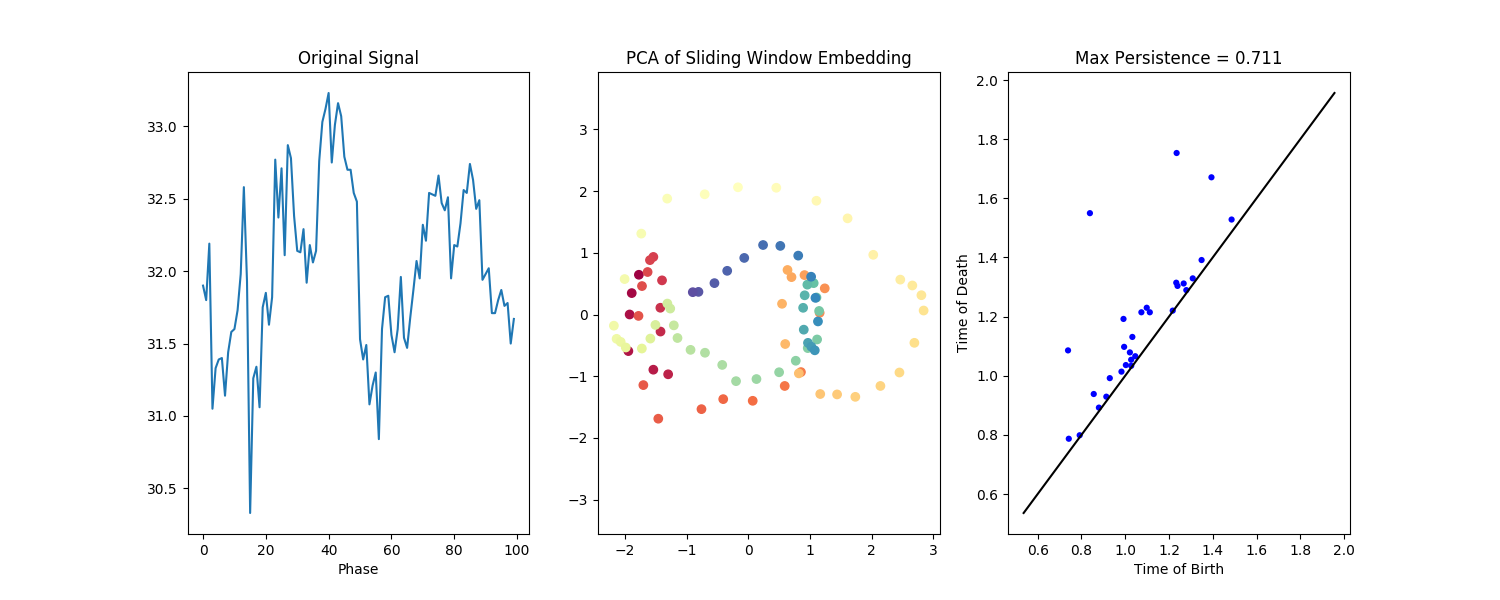 Original Signal
33.0
32.5
32.0
31.5
31.0
30.5
0 20 40 60 80 100
Phase
PCA of Sliding Window Embedding
3
2
1
0
−1
−2
−3
−2 −1 0 1 2 3
Max Persistence = 0.711
Time of Death
2.0
1.8
1.6
1.4
1.2
1.0
0.8
0.6
0.6 0.8 1.0 1.2 1.4 1.6 1.8 2.0
Time of Birth